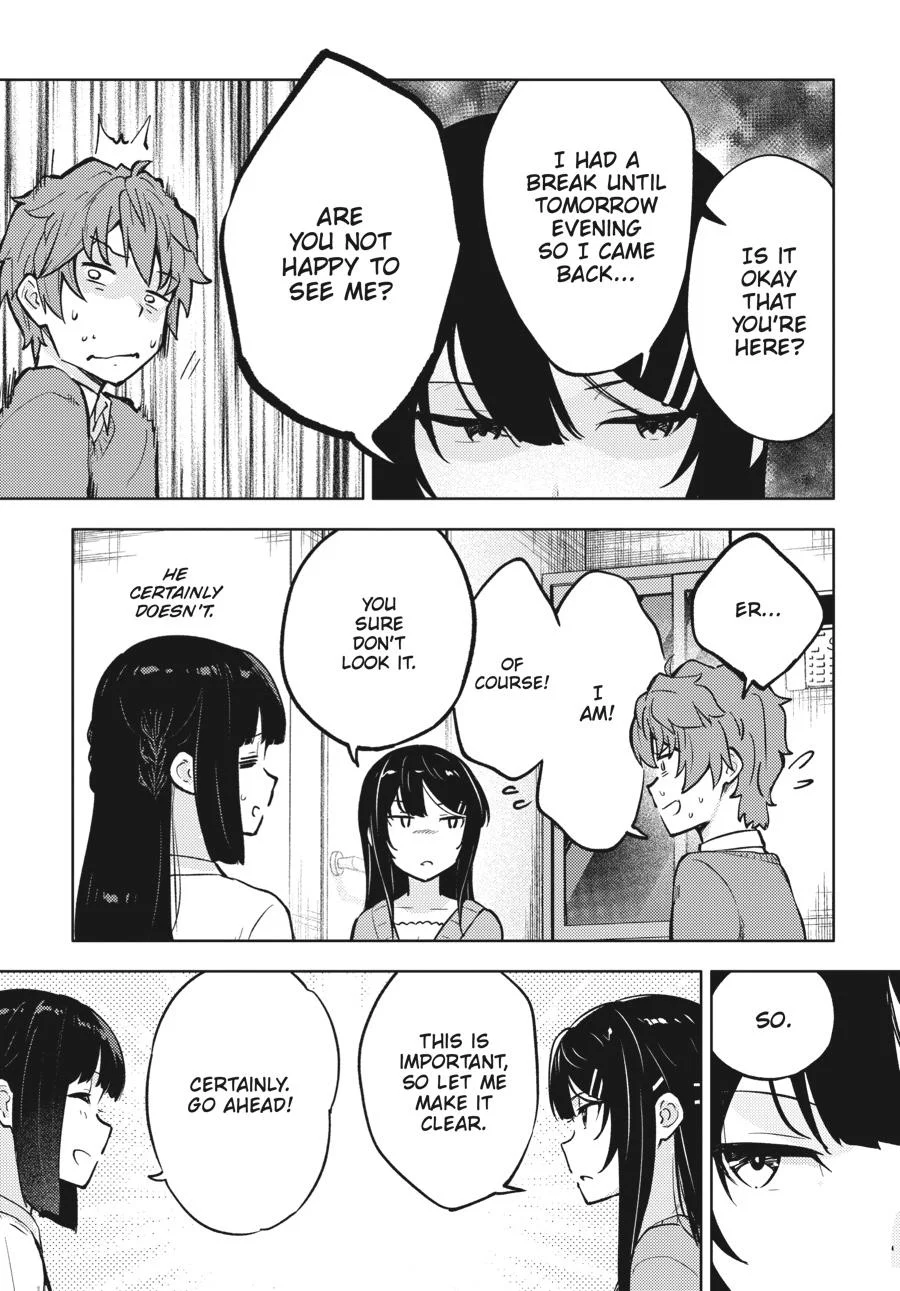 IS IT
OKAY
THAT
YOU'RE
HERE?
I HAD A
BREAK UNTIL
TOMORROW
EVENING
SO I CAME
BACK...
ARE
YOU NOT
HAPPY TO
SEE ME?
ER...
I
AM!
OF
COURSE!
YOU
SURE
DON'T
LOOK IT.
HE
CERTAINLY
DOESN'T.
SO.
THIS IS
IMPORTANT,
SO LET ME
MAKE IT
CLEAR.
CERTAINLY.
GO AHEAD!